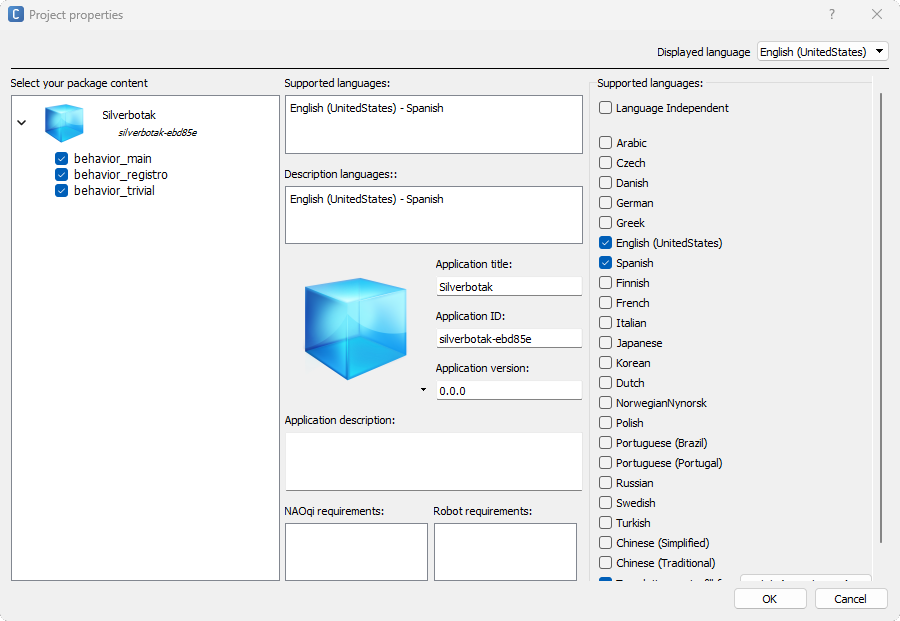 C Project properties
?
Displayed language English (UnitedStates)
Select your package content
Silverbotak
silverbotak-ebd85e
behavior_main
behavior_registro
behavior_trivial
Supported languages:
English (UnitedStates) - Spanish
Description languages::
English (UnitedStates) - Spanish
Application title:
Silverbotak
Application ID:
silverbotak-ebd85e
Application version:
0.0.0
Application description:
NAOqi requirements:
Robot requirements:
Supported languages:
Language Independent
Arabic
Czech
Danish
German
Greek
English (UnitedStates)
Spanish
Finnish
French
Italian
Japanese
Korean
Dutch
NorwegianNynorsk
Polish
Portuguese (Brazil)
Portuguese (Portugal)
Russian
Swedish
Turkish
Chinese (Simplified)
Chinese (Traditional)
OK
Cancel